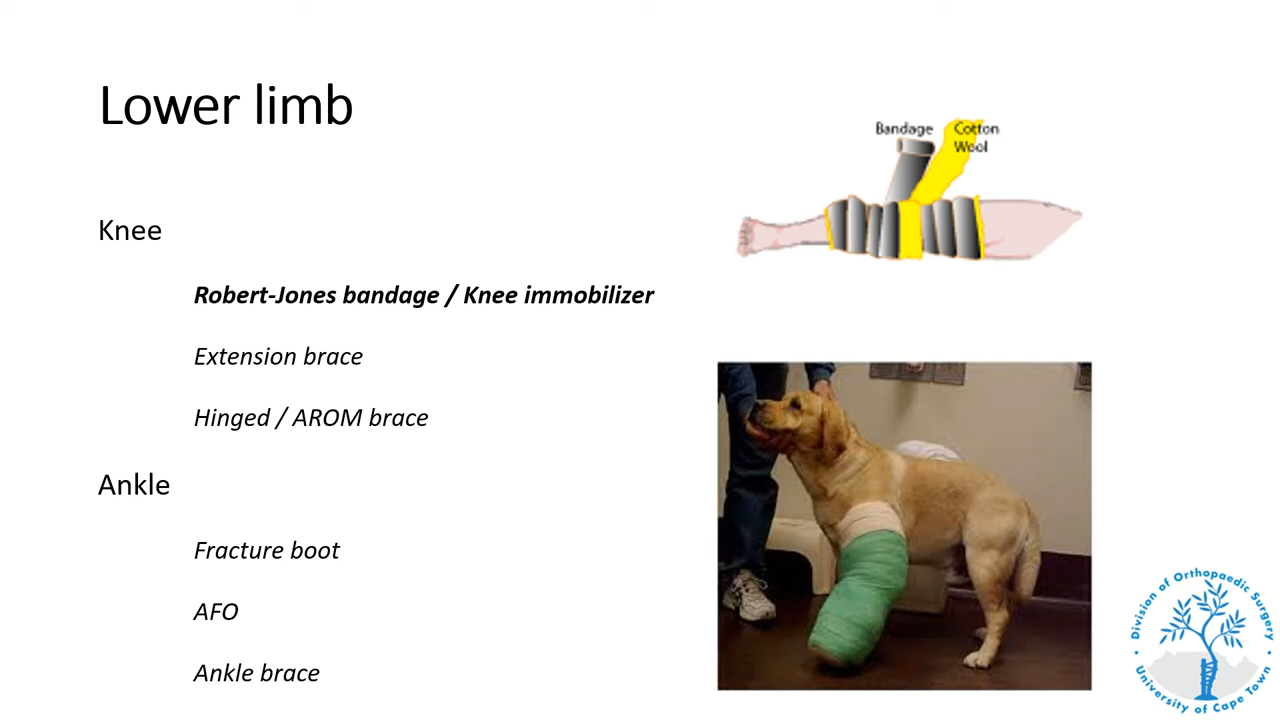 Lower limb
Bandage
Cotton
Wool
Knee
Robert-Jones bandage / Knee immobilizer
Extension brace
Hinged / AROM brace
Ankle
Fracture boot
AFO
Ankle brace
Division of Orthopaedic Surgery
University of Cape Town